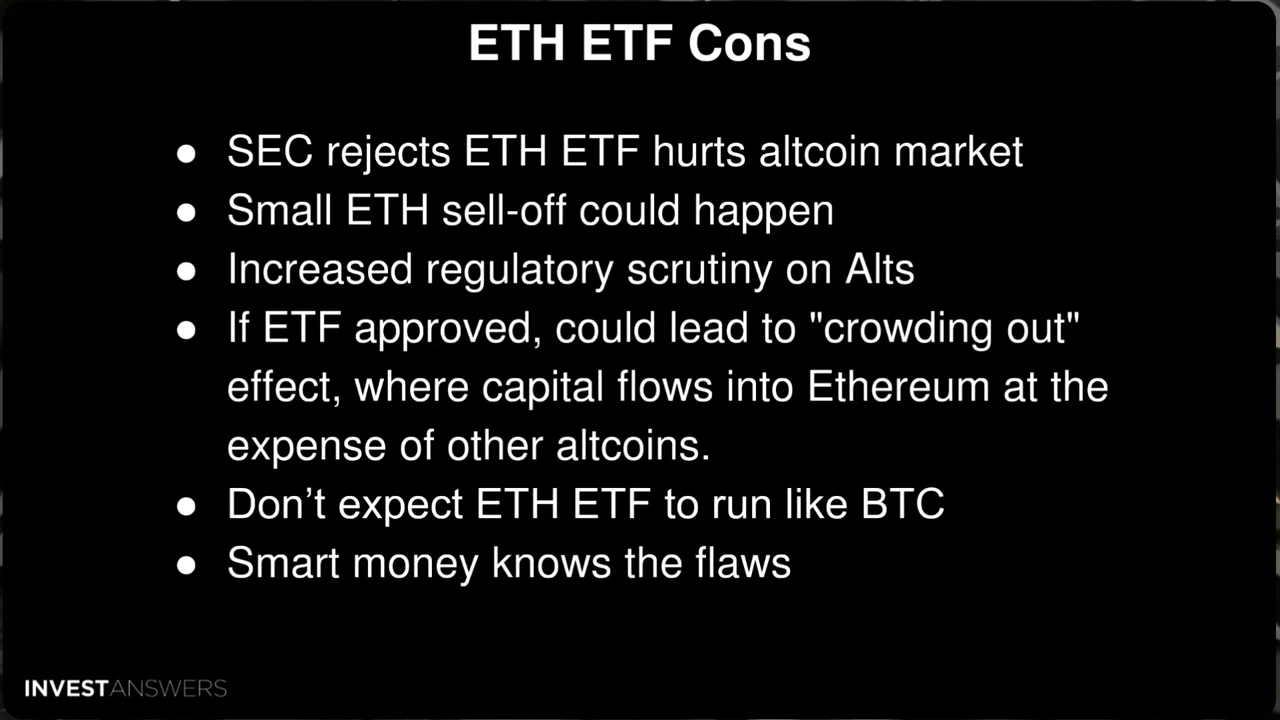 ETH ETF Cons
● SEC rejects ETH ETF hurts altcoin market
● Small ETH sell-off could happen
● Increased regulatory scrutiny on Alts
● If ETF approved, could lead to "crowding out"
effect, where capital flows into Ethereum at the
expense of other altcoins.
● Don’t expect ETH ETF to run like BTC
● Smart money knows the flaws
INVESTANSWERS